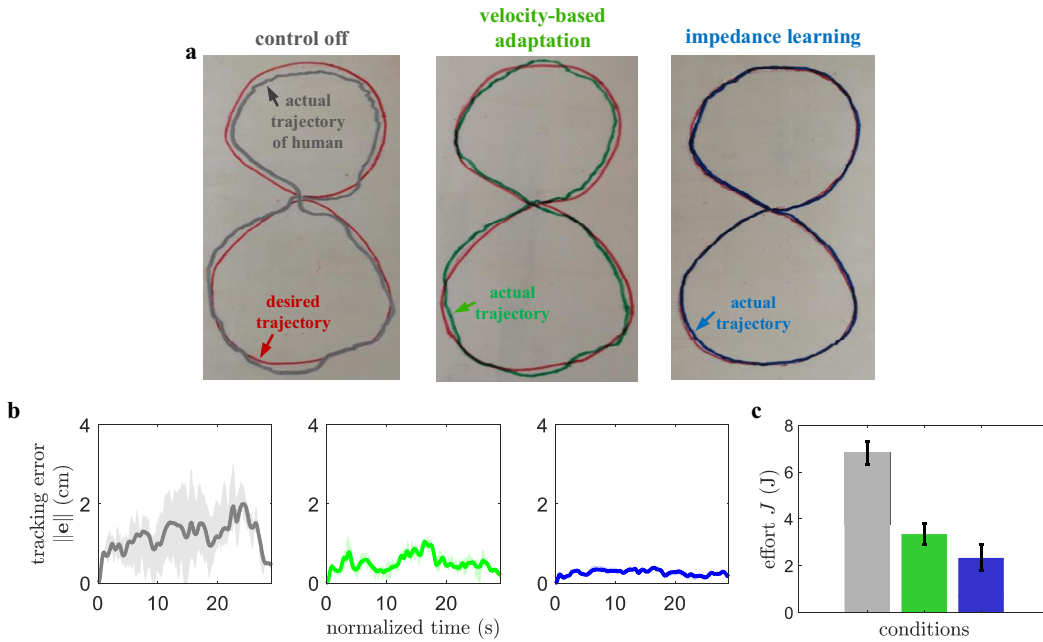 a
control off
velocity-based
adaptation
impedance learning
actual
trajectory
of human
desired
trajectory
actual
trajectory
actual
trajectory
b
tracking error
‖e‖ (cm)
4
2
0
0 10 20
4
2
0
0 10 20
4
2
0
0 10 20
normalized time (s)
c
effort J (J)
8
6
4
2
0
conditions